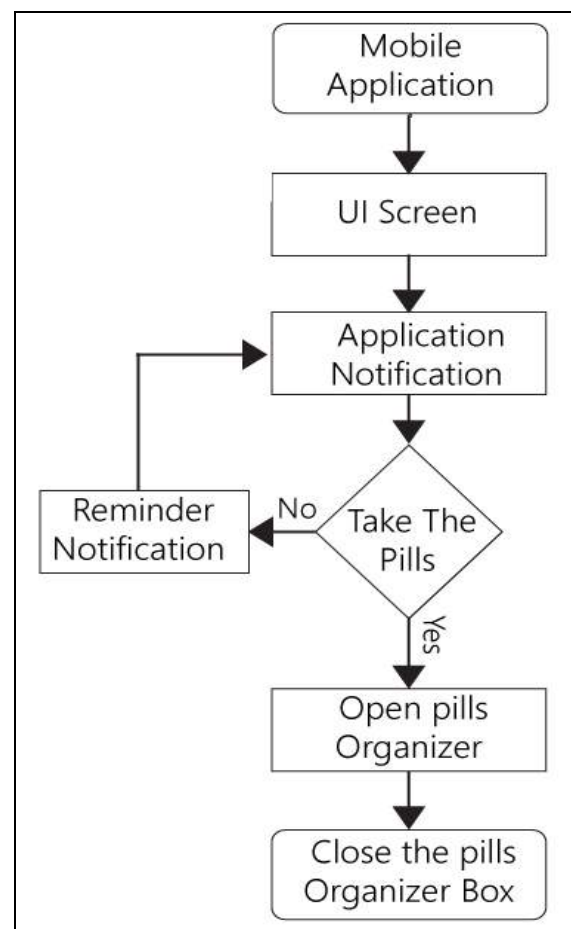 Mobile
Application
UI Screen
Application
Notification
Reminder
Notification
No
Take The
Pills
Yes
Open pills
Organizer
Close the pills
Organizer Box